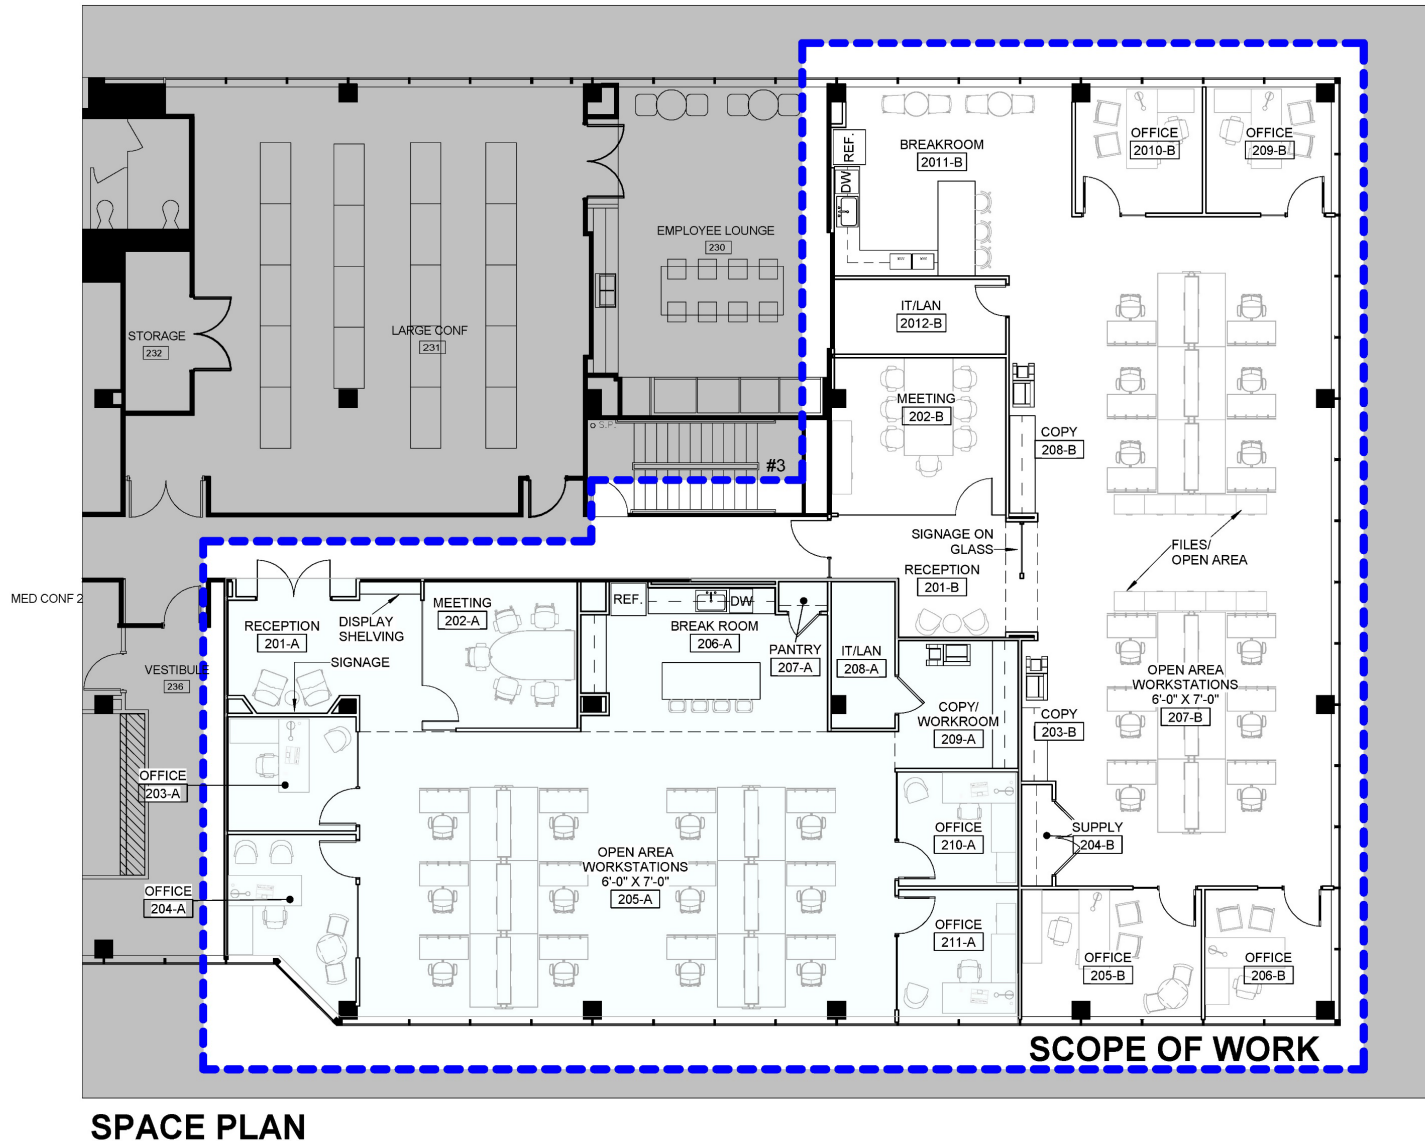 BREAKROOM
2011-B
REF.
DW
OFFICE
2010-B
OFFICE
209-B
EMPLOYEE LOUNGE
230
IT/LAN
2012-B
STORAGE
232
LARGE CONF
231
MEETING
202-B
COPY
208-B
S.P.
#3
SIGNAGE ON
GLASS
FILES/
OPEN AREA
RECEPTION
201-B
MED CONF 2
RECEPTION
201-A
DISPLAY
SHELVING
MEETING
202-A
REF.
DW
BREAK ROOM
206-A
PANTRY
207-A
IT/LAN
208-A
SIGNAGE
VESTIBULE
236
OPEN AREA
WORKSTATIONS
6'-0" X 7'-0"
207-B
COPY/
WORKROOM
209-A
COPY
203-B
OFFICE
203-A
OFFICE
204-A
OPEN AREA
WORKSTATIONS
6'-0" X 7'-0"
205-A
OFFICE
210-A
SUPPLY
204-B
OFFICE
211-A
OFFICE
205-B
OFFICE
206-B
SCOPE OF WORK
SPACE PLAN